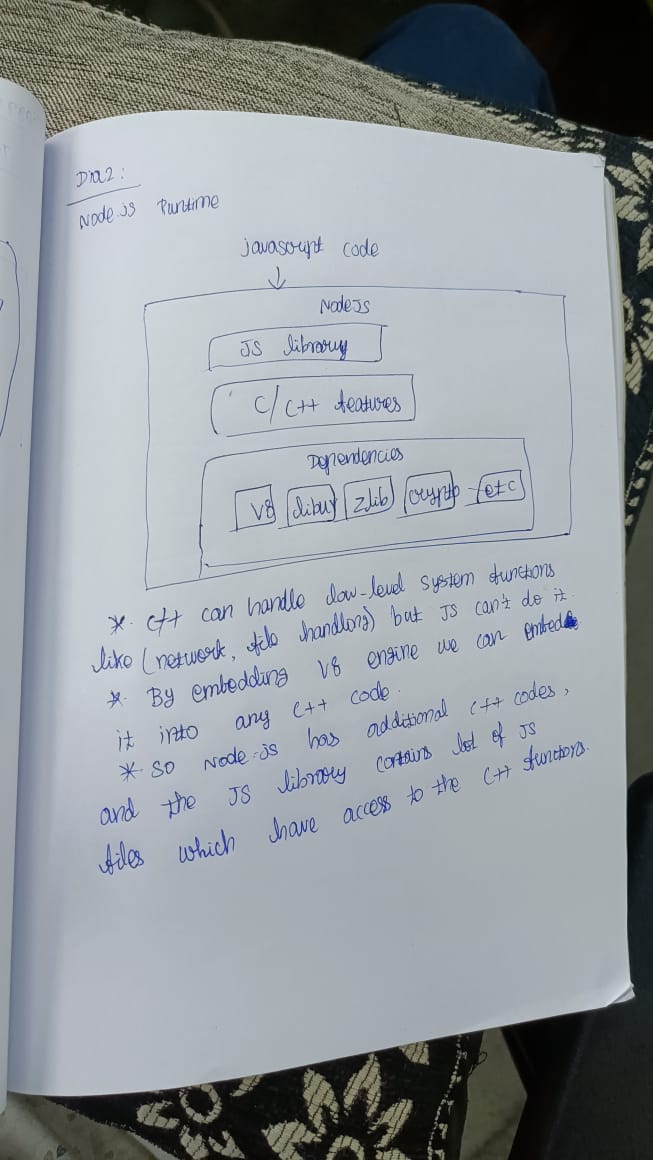 Dia2:
Node.js Runtime
javascript code
NodeJS
JS library
C/C++ features
Dependencies
V8 libuv zlib crypto etc
*. C++ can handle low-level system functions
like (network, file handling) but JS can't do it.
*. By embedding V8 engine we can embed
it into any C++ code.
*. SO Node.js has additional C++ codes,
and the JS library contains lot of JS
files which have access to the C++ functions.